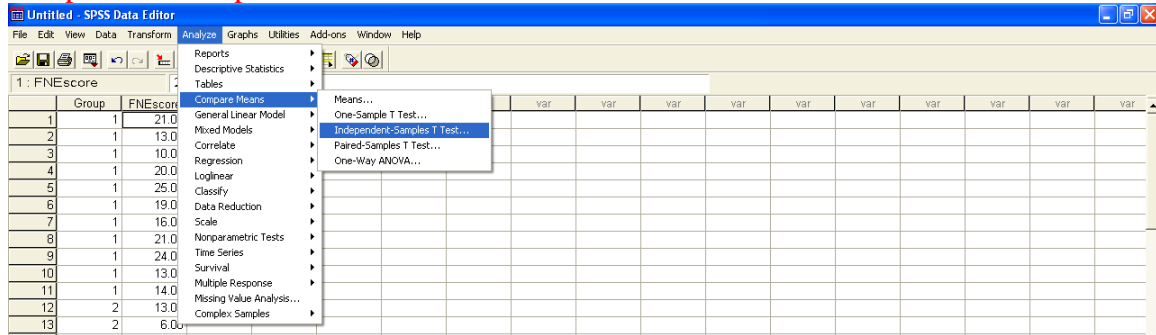 Untitled - SPSS Data Editor
File Edit View Data Transform Analyze Graphs Utilities Add-ons Window Help
1 : FNEscore
Reports
Descriptive Statistics
Tables
Compare Means
General Linear Model
Mixed Models
Correlate
Regression
Loglinear
Classify
Data Reduction
Scale
Nonparametric Tests
Time Series
Survival
Multiple Response
Missing Value Analysis...
Complex Samples
Means...
One-Sample T Test...
Independent-Samples T Test...
Paired-Samples T Test...
One-Way ANOVA...
Group FNEscore var var var var var var var var var var
1 1 21.0
2 1 13.0
3 1 10.0
4 1 20.0
5 1 25.0
6 1 19.0
7 1 16.0
8 1 21.0
9 1 24.0
10 1 13.0
11 1 14.0
12 2 13.0
13 2 6.00